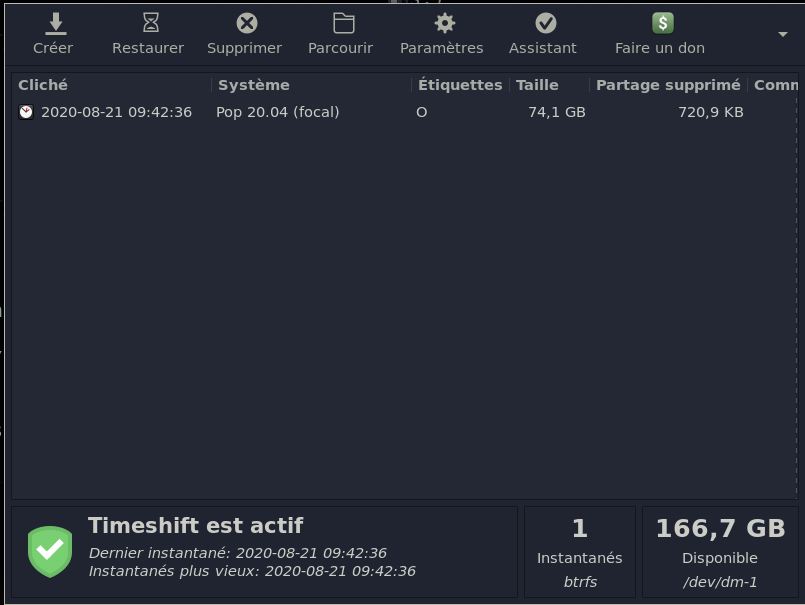 Créer Restaurer Supprimer Parcourir Paramètres Assistant Faire un don
Cliché Système Étiquettes Taille Partage supprimé Comm
2020-08-21 09:42:36 Pop 20.04 (focal) O 74,1 GB 720,9 KB
Timeshift est actif
Dernier instantané: 2020-08-21 09:42:36
Instantanés plus vieux: 2020-08-21 09:42:36
1
Instantanés
btrfs
166,7 GB
Disponible
/dev/dm-1